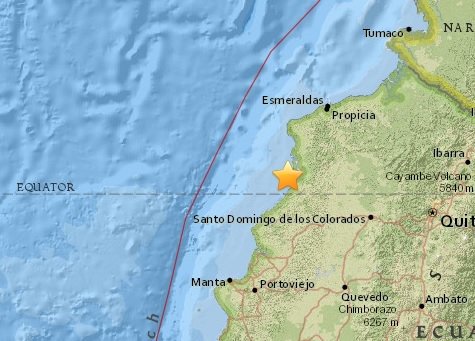 Tumaco
NAR
Esmeraldas
Propicia
Ibarra
Cayambe Volcano
5840 m
EQUATOR
Santo Domingo de los Colorados
Quit
Manta
Portoviejo
Quevedo
Ambato
Chimborazo
6267 m
S
ch
ECUA